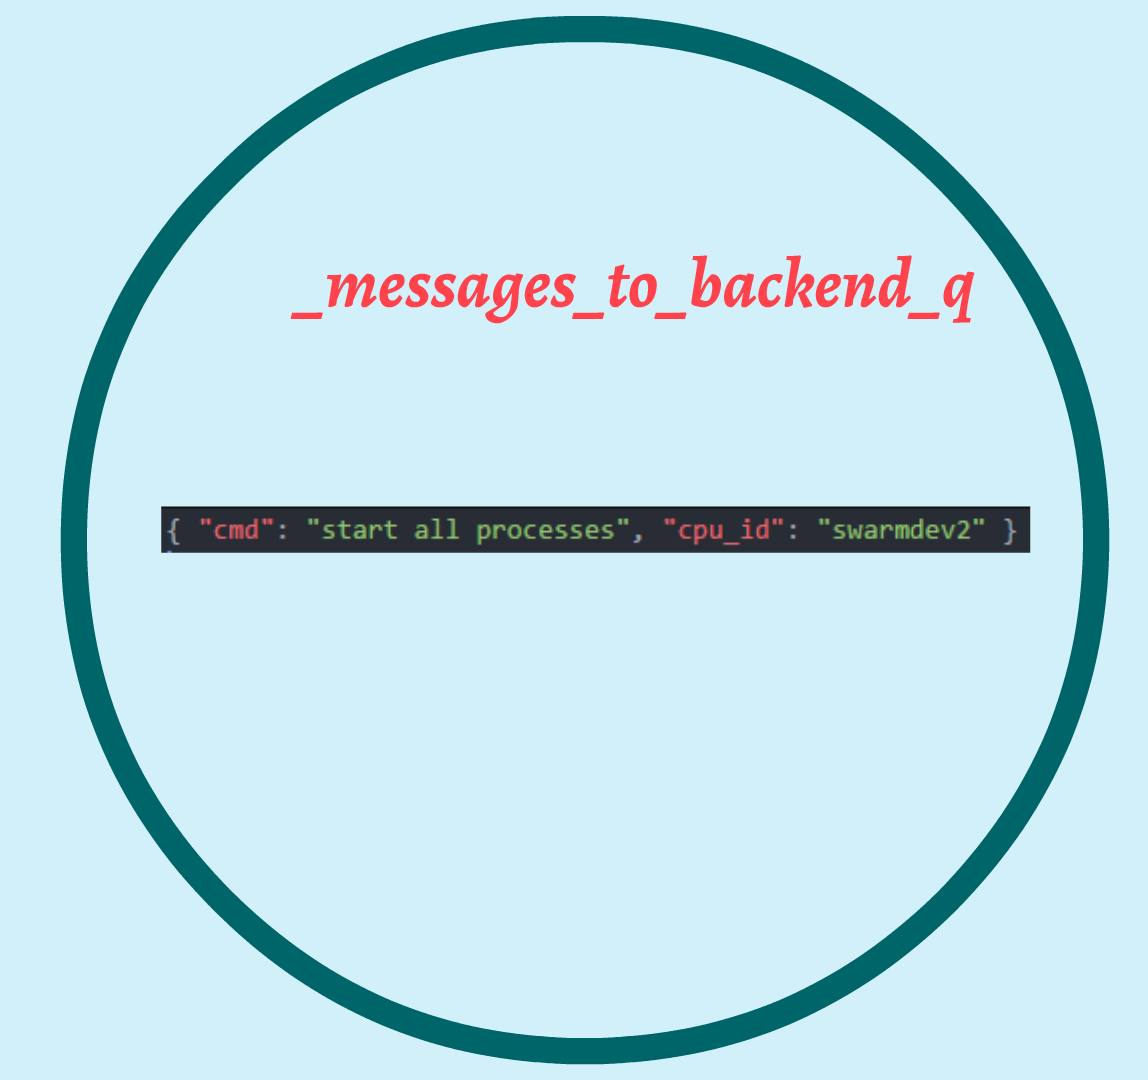 _messages_to_backend_q
{ "cmd": "start all processes", "cpu_id": "swarmdev2" }